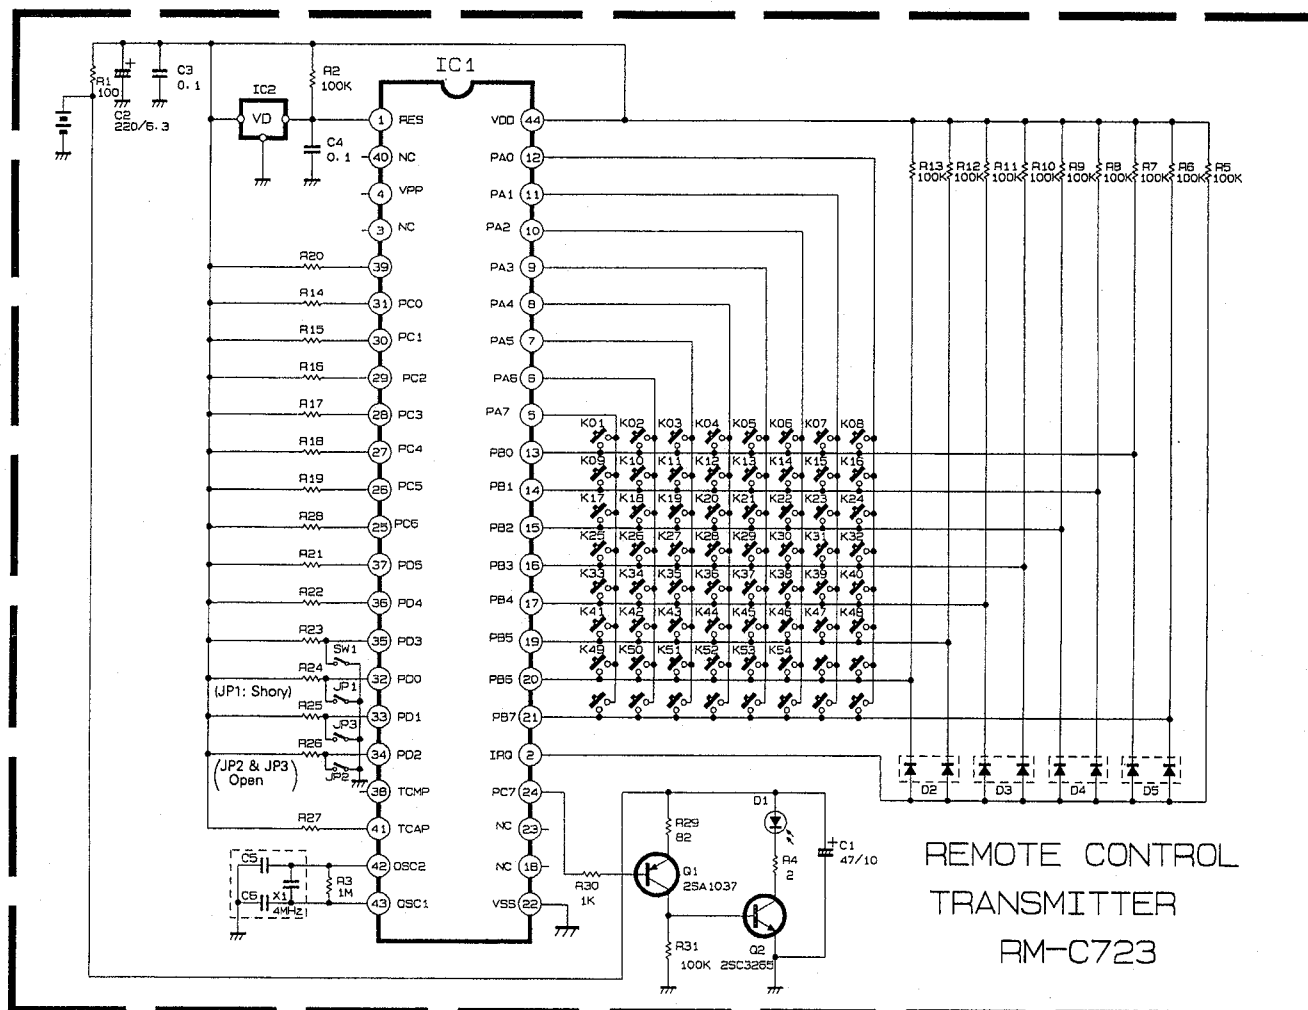 IC1
R1
100
C2
220/6.3
C3
0.1
IC2
VD
R2
100K
C4
0.1
1 RES
40 NC
4 VPP
3 NC
R20
39
R14
31 PC0
R15
30 PC1
R16
29 PC2
R17
28 PC3
R18
27 PC4
R19
26 PC5
R28
25 PC6
R21
37 PD5
R22
36 PD4
R23
35 PD3
SW1
R24
32 PD0
(JP1: Shory)
JP1
R25
33 PD1
JP3
R26
34 PD2
(JP2 & JP3)
Open
JP2
38 TCMP
R27
41 TCAP
C5
42 OSC2
R3
1M
C6
X1
4MHz
43 OSC1
VDD 44
PA0 12
PA1 11
PA2 10
PA3 9
PA4 8
PA5 7
PA6 6
PA7 5
PB0 13
PB1 14
PB2 15
PB3 16
PB4 17
PB5 19
PB6 20
PB7 21
IRQ 2
PC7 24
NC 23
NC 18
VSS 22
K01 K02 K03 K04 K05 K06 K07 K08
K09 K10 K11 K12 K13 K14 K15 K16
K17 K18 K19 K20 K21 K22 K23 K24
K25 K26 K27 K28 K29 K30 K31 K32
K33 K34 K35 K36 K37 K38 K39 K40
K41 K42 K43 K44 K45 K46 K47 K48
K49 K50 K51 K52 K53 K54
R13 R12 R11 R10 R9 R8 R7 R6 R5
100K 100K 100K 100K 100K 100K 100K 100K 100K
D2 D3 D4 D5
R29
82
D1
C1
47/10
R4
2
Q1
2SA1037
R30
1K
R31
100K
Q2
2SC3265
REMOTE CONTROL
TRANSMITTER
RM-C723